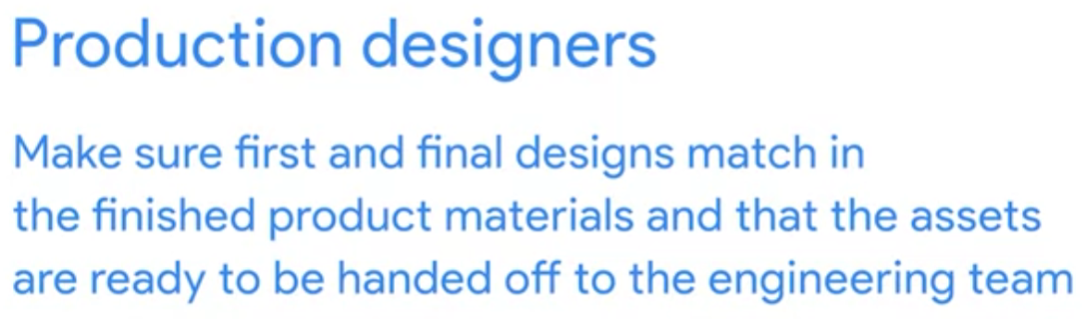 Production designers
Make sure first and final designs match in
the finished product materials and that the assets
are ready to be handed off to the engineering team